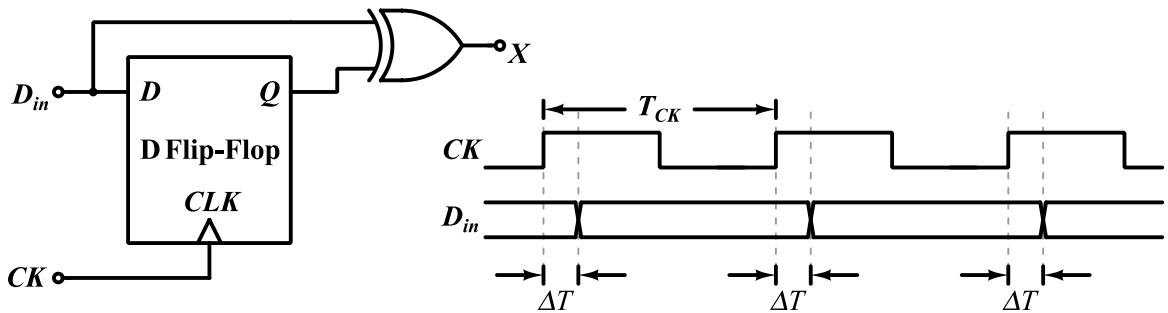 X
D_in
D
Q
D Flip-Flop
CLK
CK
T_CK
CK
D_in
ΔT
ΔT
ΔT